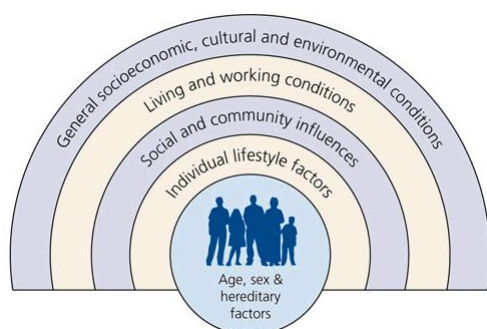 General socioeconomic, cultural and environmental conditions
Living and working conditions
Social and community influences
Individual lifestyle factors
Age, sex &
hereditary
factors